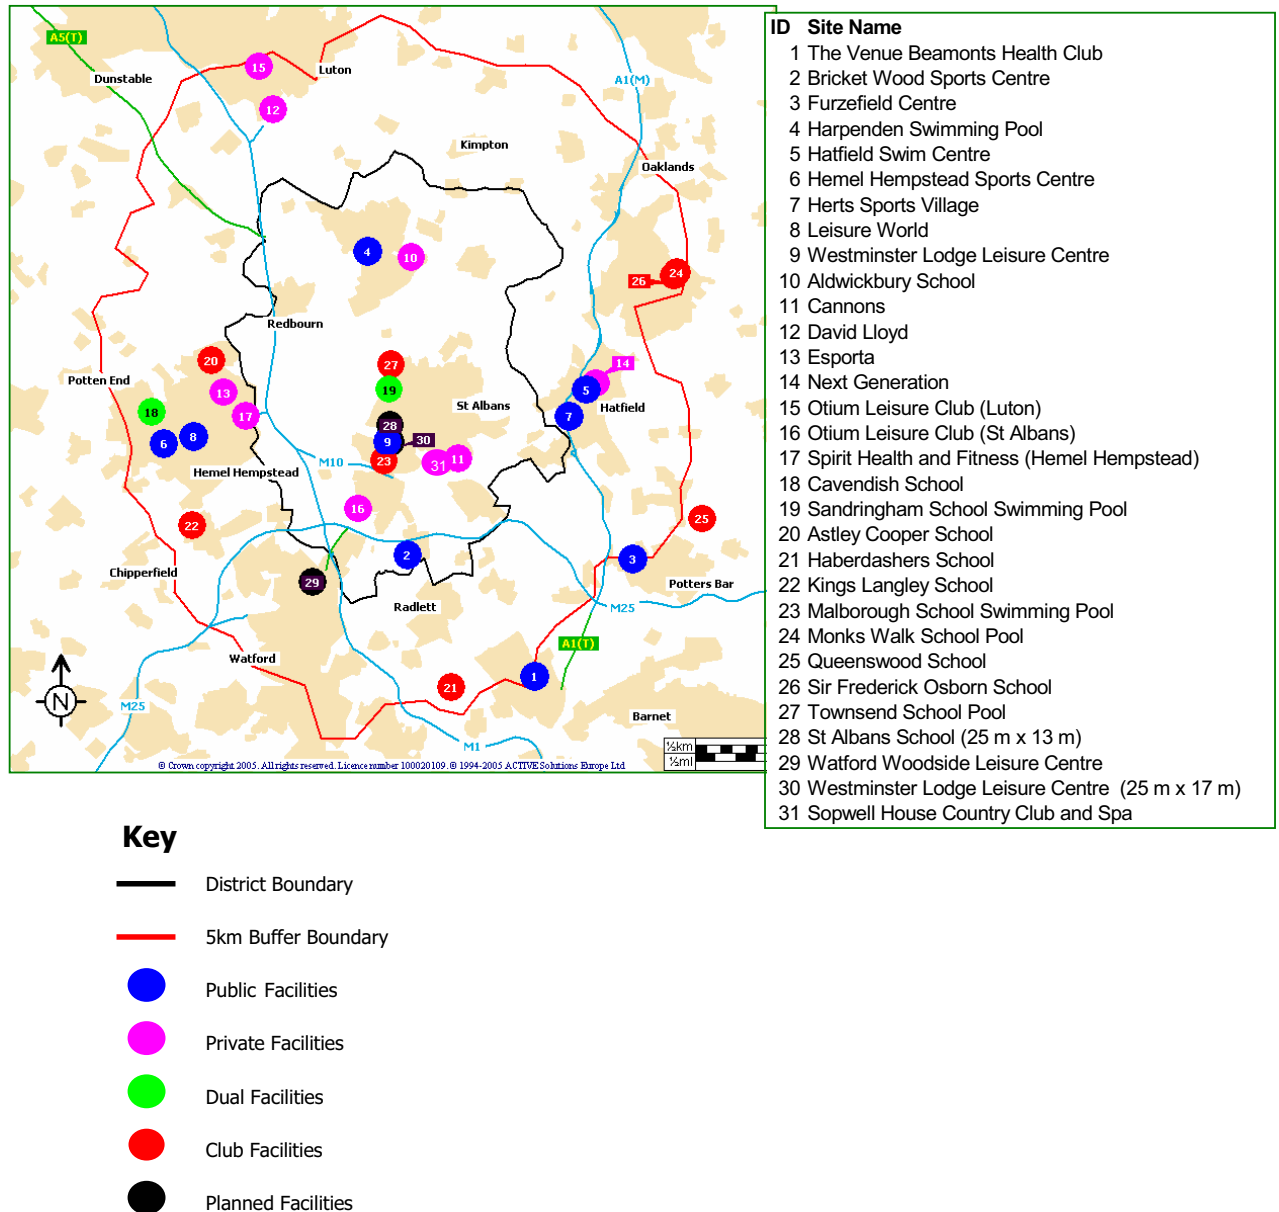 A5(T)
Dunstable
15
Luton
A1(M)
12
Kimpton
Oaklands
4
10
24
26
Redbourn
20
27
14
Potten End
13
19
5
18
17
St Albans
Hatfield
7
28
6
8
9
30
M10
23
31
11
Hemel Hempstead
16
25
22
2
3
Chipperfield
29
Potters Bar
Radlett
M25
A1(T)
Watford
1
21
N
M25
Barnet
M1
½km
½ml
© Crown copyright 2005. All rights reserved. Licence number 100020109. © 1994-2005 ACTIVE Solutions Europe Ltd
ID Site Name
1 The Venue Beamonts Health Club
2 Bricket Wood Sports Centre
3 Furzefield Centre
4 Harpenden Swimming Pool
5 Hatfield Swim Centre
6 Hemel Hempstead Sports Centre
7 Herts Sports Village
8 Leisure World
9 Westminster Lodge Leisure Centre
10 Aldwickbury School
11 Cannons
12 David Lloyd
13 Esporta
14 Next Generation
15 Otium Leisure Club (Luton)
16 Otium Leisure Club (St Albans)
17 Spirit Health and Fitness (Hemel Hempstead)
18 Cavendish School
19 Sandringham School Swimming Pool
20 Astley Cooper School
21 Haberdashers School
22 Kings Langley School
23 Malborough School Swimming Pool
24 Monks Walk School Pool
25 Queenswood School
26 Sir Frederick Osborn School
27 Townsend School Pool
28 St Albans School (25 m x 13 m)
29 Watford Woodside Leisure Centre
30 Westminster Lodge Leisure Centre (25 m x 17 m)
31 Sopwell House Country Club and Spa
Key
District Boundary
5km Buffer Boundary
Public Facilities
Private Facilities
Dual Facilities
Club Facilities
Planned Facilities